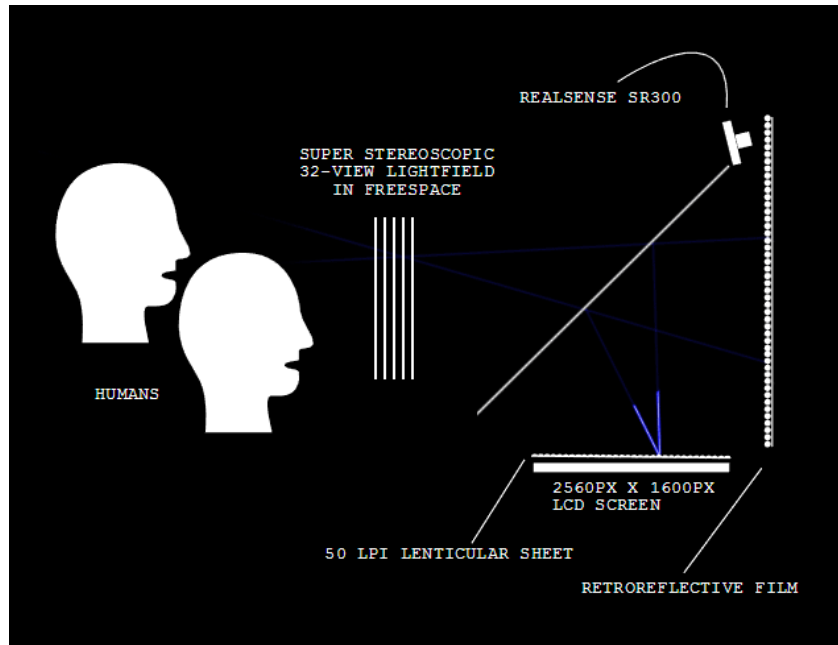 REALSENSE SR300
SUPER STEREOSCOPIC
32-VIEW LIGHTFIELD
IN FREESPACE
HUMANS
2560PX X 1600PX
LCD SCREEN
50 LPI LENTICULAR SHEET
RETROREFLECTIVE FILM